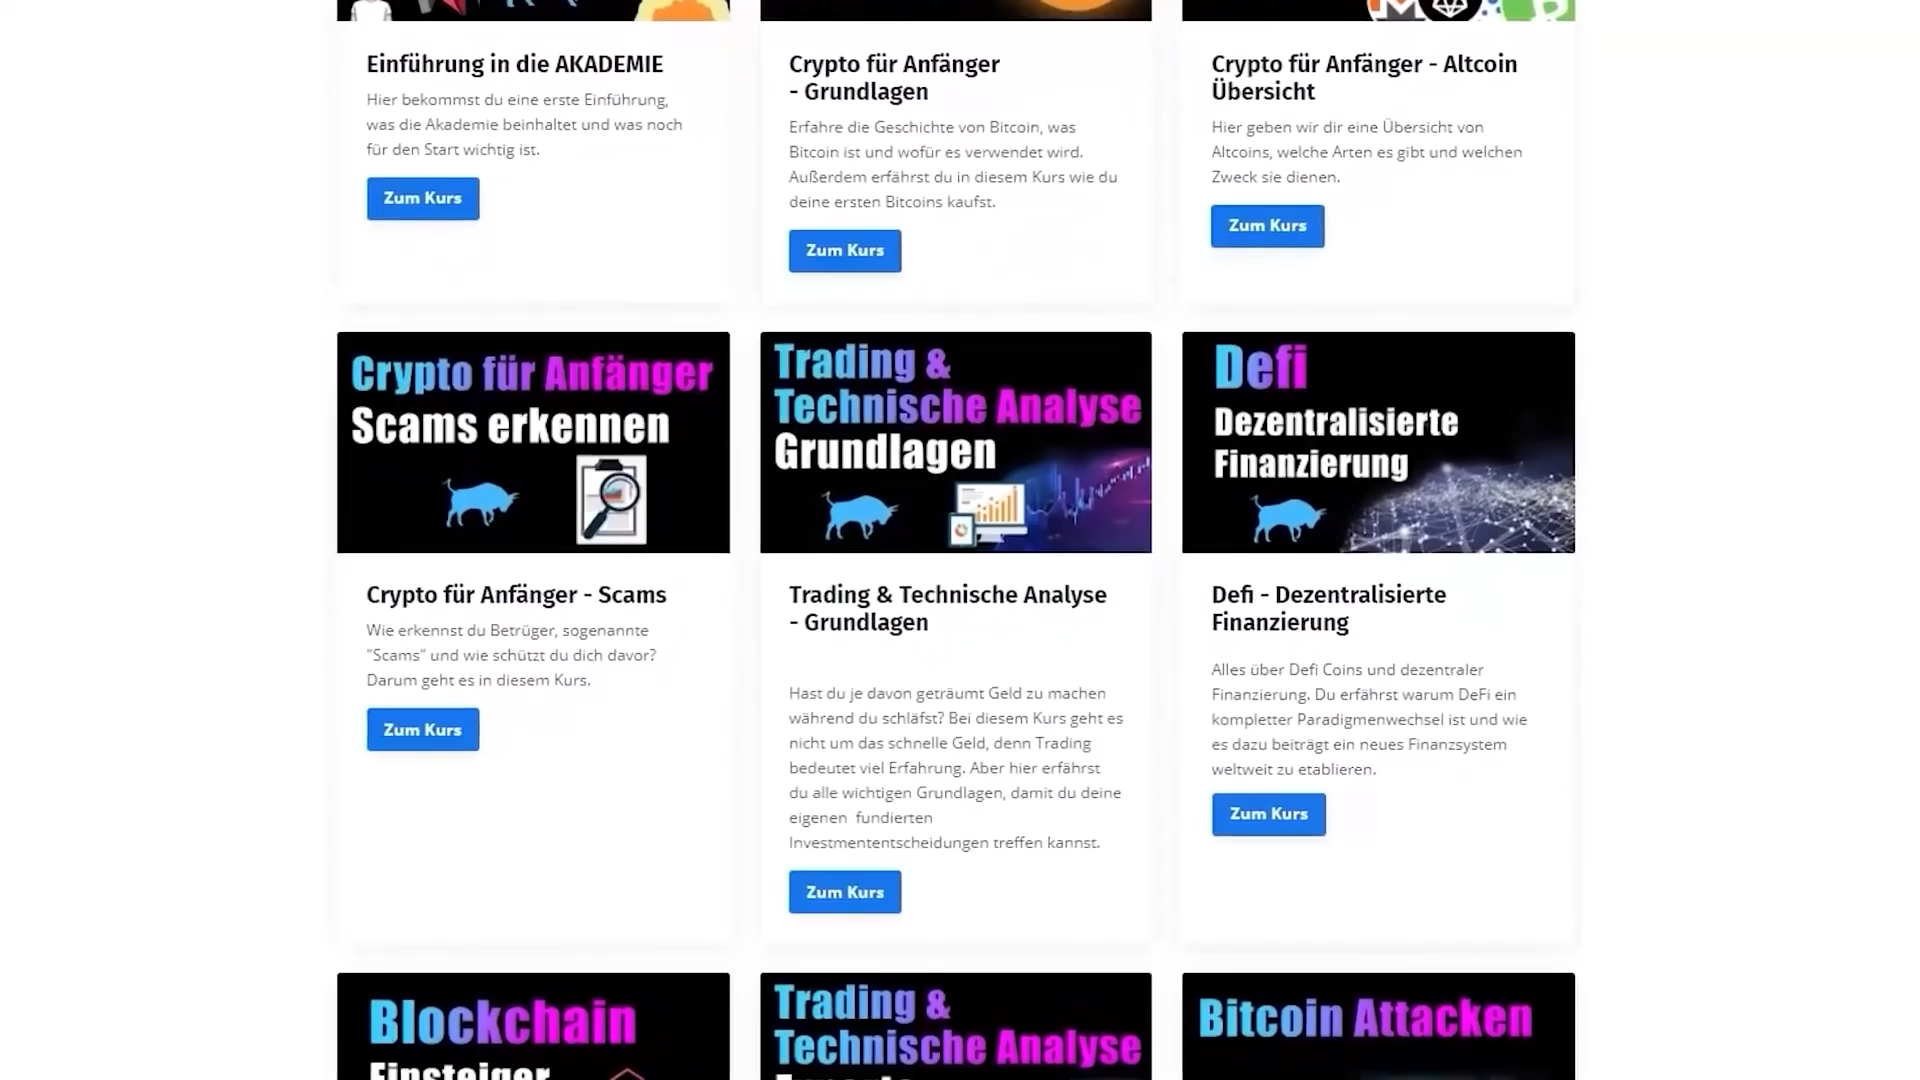 Einführung in die AKADEMIE
Hier bekommst du eine erste Einführung,
was die Akademie beinhaltet und was noch
für den Start wichtig ist.
Zum Kurs
Crypto für Anfänger
- Grundlagen
Erfahre die Geschichte von Bitcoin, was
Bitcoin ist und wofür es verwendet wird.
Außerdem erfährst du in diesem Kurs wie du
deine ersten Bitcoins kaufst.
Zum Kurs
Crypto für Anfänger - Altcoin
Übersicht
Hier geben wir dir eine Übersicht von
Altcoins, welche Arten es gibt und welchen
Zweck sie dienen.
Zum Kurs
Crypto für Anfänger
Scams erkennen
Crypto für Anfänger - Scams
Wie erkennst du Betrüger, sogenannte
"Scams" und wie schützt du dich davor?
Darum geht es in diesem Kurs.
Zum Kurs
Trading &
Technische Analyse
Grundlagen
Trading & Technische Analyse
- Grundlagen
Hast du je davon geträumt Geld zu machen
während du schläfst? Bei diesem Kurs geht es
nicht um das schnelle Geld, denn Trading
bedeutet viel Erfahrung. Aber hier erfährst
du alle wichtigen Grundlagen, damit du deine
eigenen fundierten
Investmententscheidungen treffen kannst.
Zum Kurs
Defi
Dezentralisierte
Finanzierung
Defi - Dezentralisierte
Finanzierung
Alles über Defi Coins und dezentraler
Finanzierung. Du erfährst warum DeFi ein
kompletter Paradigmenwechsel ist und wie
es dazu beiträgt ein neues Finanzsystem
weltweit zu etablieren.
Zum Kurs
Blockchain
Einsteiger
Trading &
Technische Analyse
Bitcoin Attacken